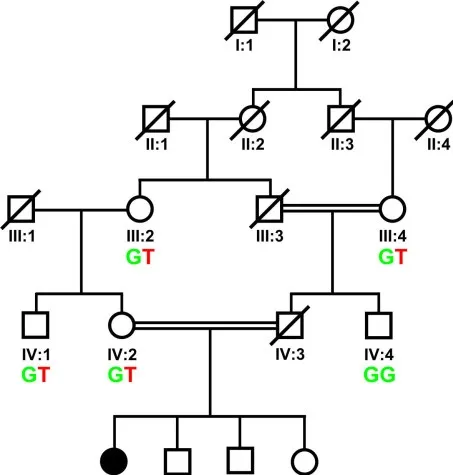 I:1 I:2
II:1 II:2 II:3 II:4
III:1 III:2 III:3 III:4
GT GT
IV:1 IV:2 IV:3 IV:4
GT GT GG